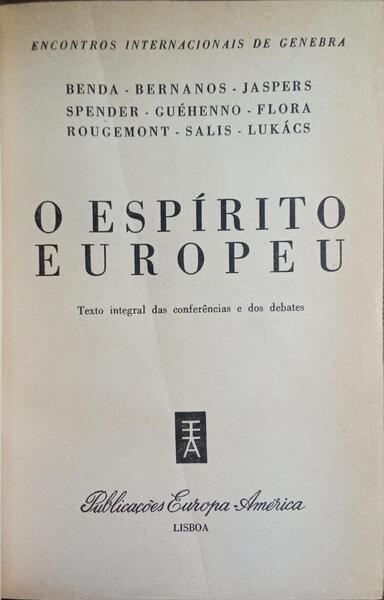 ENCONTROS INTERNACIONAIS DE GENEBRA
BENDA - BERNANOS - JASPERS
SPENDER - GUÉHENNO - FLORA
ROUGEMONT - SALIS - LUKÁCS
O ESPÍRITO
EUROPEU
Texto integral das conferências e dos debates
EA
Publicações Europa-América
LISBOA